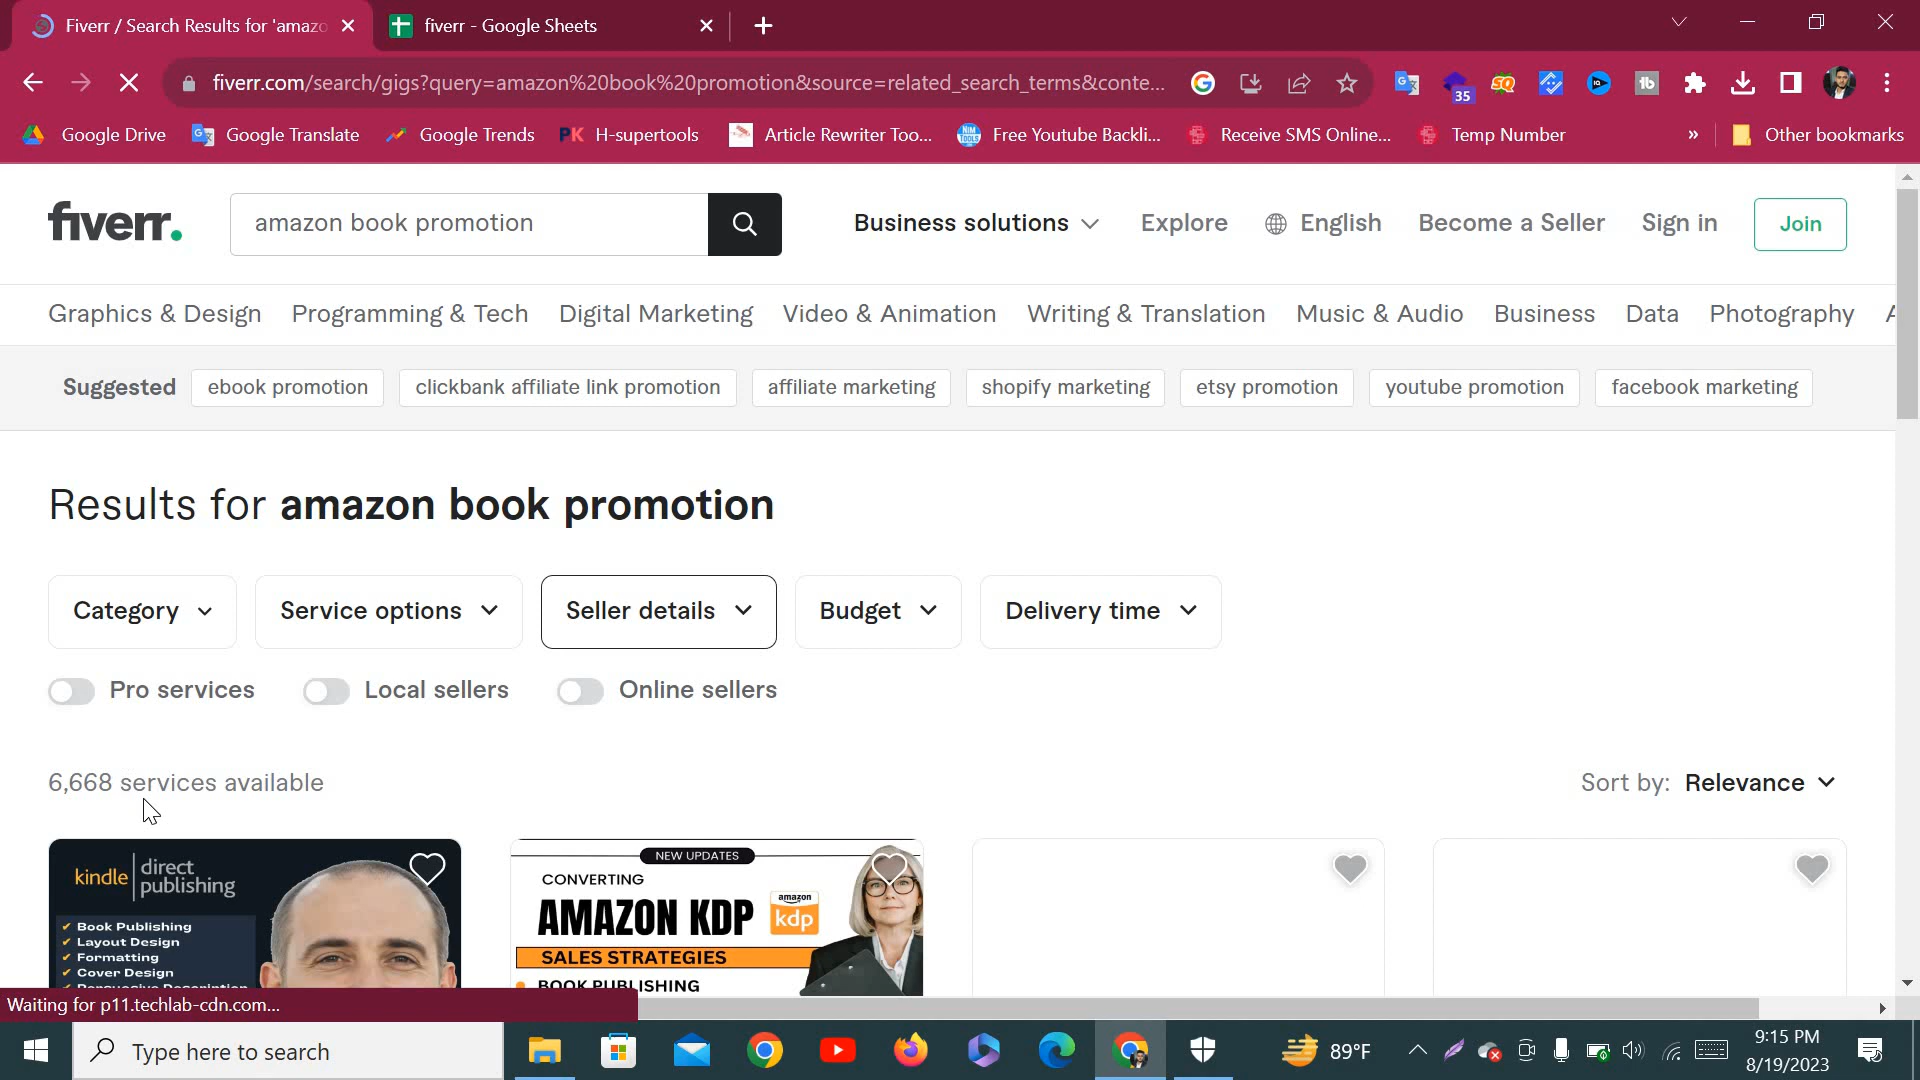 Fiverr / Search Results for 'amazo
fiverr - Google Sheets
fiverr.com/search/gigs?query=amazon%20book%20promotion&source=related_search_terms&conte...
35
Google Drive
Google Translate
Google Trends
H-supertools
Article Rewriter Too...
Free Youtube Backli...
Receive SMS Online...
Temp Number
»
Other bookmarks
fiverr.
amazon book promotion
Business solutions
Explore
English
Become a Seller
Sign in
Join
Graphics & Design
Programming & Tech
Digital Marketing
Video & Animation
Writing & Translation
Music & Audio
Business
Data
Photography
Suggested
ebook promotion
clickbank affiliate link promotion
affiliate marketing
shopify marketing
etsy promotion
youtube promotion
facebook marketing
Results for amazon book promotion
Category
Service options
Seller details
Budget
Delivery time
Pro services
Local sellers
Online sellers
6,668 services available
Sort by: Relevance
kindle direct publishing
Book Publishing
Layout Design
Formatting
Cover Design
Persuasive Description
NEW UPDATES
CONVERTING
AMAZON KDP
amazon
kdp
SALES STRATEGIES
BOOK PUBLISHING
Waiting for p11.techlab-cdn.com...
Type here to search
89°F
9:15 PM
8/19/2023